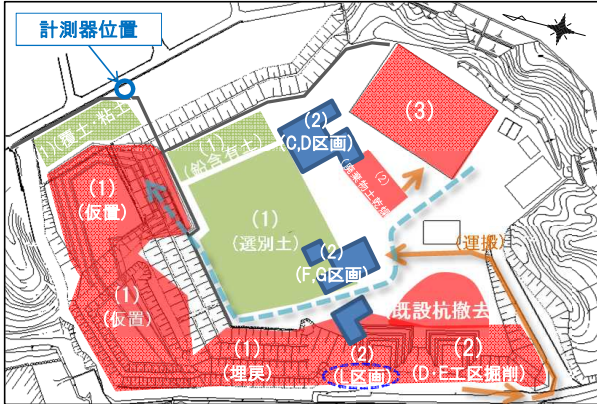 計測器位置
(1)(覆土・粘土)
(1)
(鉛含有土)
(2)
(C,D区画)
(3)
(2)
(1)
(仮置)
(1)
(選別土)
(2)
(F,G区画)
(運搬)
(1)
(仮置)
既設杭撤去
(1)
(埋戻)
(2)
(L区画)
(2)
(D・E工区掘削)